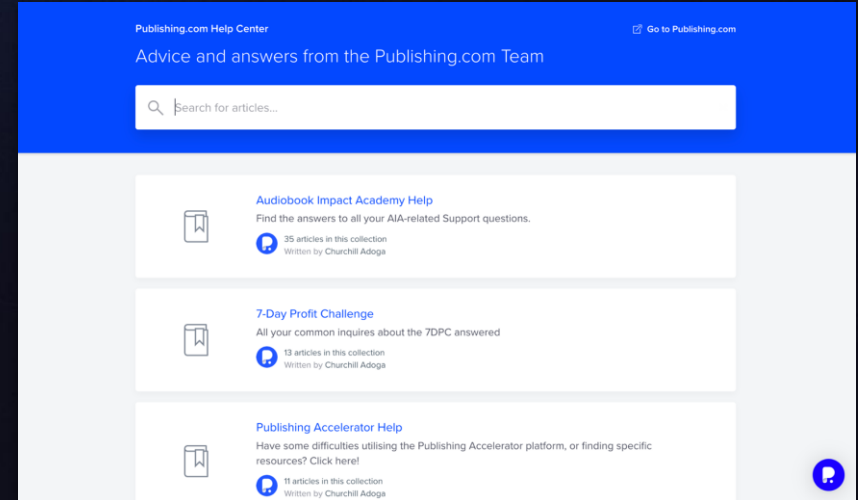 Publishing.com Help Center
Go to Publishing.com
Advice and answers from the Publishing.com Team
Search for articles...
Audiobook Impact Academy Help
Find the answers to all your AIA-related Support questions.
35 articles in this collection
Written by Churchill Adoga
7-Day Profit Challenge
All your common inquires about the 7DPC answered
13 articles in this collection
Written by Churchill Adoga
Publishing Accelerator Help
Have some difficulties utilising the Publishing Accelerator platform, or finding specific
resources? Click here!
11 articles in this collection
Written by Churchill Adoga